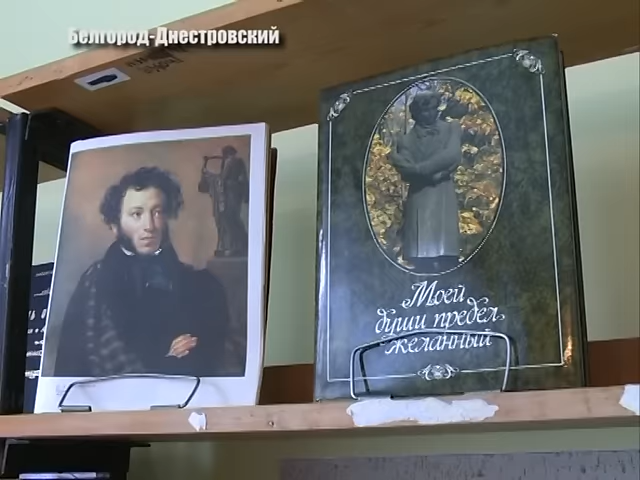 Белгород-Днестровский
Моей
души предел
желанный